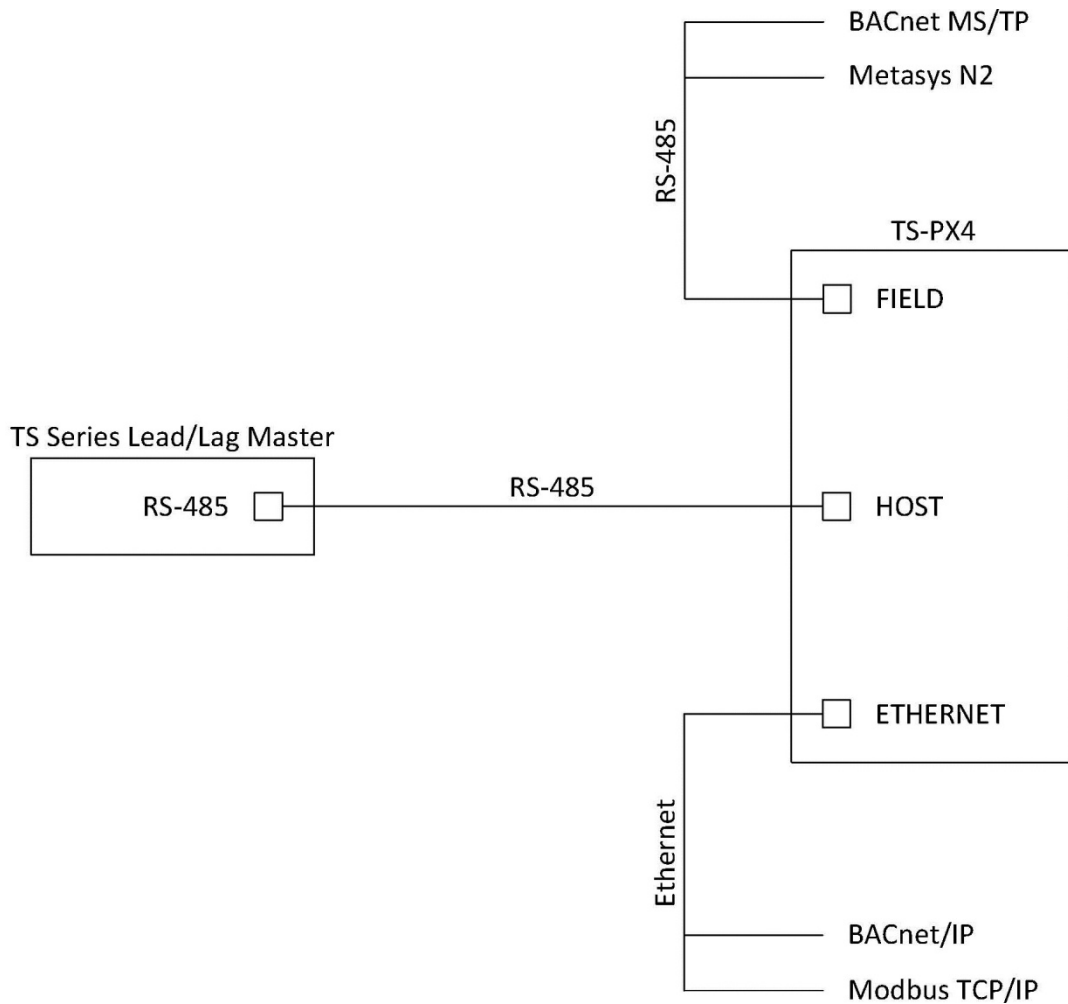 BACnet MS/TP
Metasys N2
RS-485
TS-PX4
FIELD
TS Series Lead/Lag Master
RS-485
RS-485
HOST
ETHERNET
Ethernet
BACnet/IP
Modbus TCP/IP